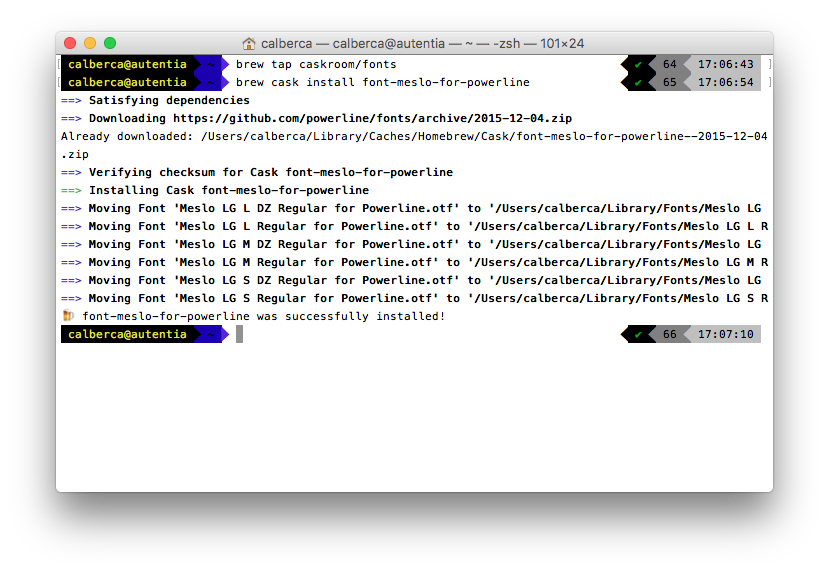 calberca — calberca@autentia — ~ — -zsh — 101×24
calberca@autentia ~ brew tap caskroom/fonts ✔ 64 17:06:43
calberca@autentia ~ brew cask install font-meslo-for-powerline ✔ 65 17:06:54
==> Satisfying dependencies
==> Downloading https://github.com/powerline/fonts/archive/2015-12-04.zip
Already downloaded: /Users/calberca/Library/Caches/Homebrew/Cask/font-meslo-for-powerline--2015-12-04
.zip
==> Verifying checksum for Cask font-meslo-for-powerline
==> Installing Cask font-meslo-for-powerline
==> Moving Font 'Meslo LG L DZ Regular for Powerline.otf' to '/Users/calberca/Library/Fonts/Meslo LG
==> Moving Font 'Meslo LG L Regular for Powerline.otf' to '/Users/calberca/Library/Fonts/Meslo LG L R
==> Moving Font 'Meslo LG M DZ Regular for Powerline.otf' to '/Users/calberca/Library/Fonts/Meslo LG
==> Moving Font 'Meslo LG M Regular for Powerline.otf' to '/Users/calberca/Library/Fonts/Meslo LG M R
==> Moving Font 'Meslo LG S DZ Regular for Powerline.otf' to '/Users/calberca/Library/Fonts/Meslo LG
==> Moving Font 'Meslo LG S Regular for Powerline.otf' to '/Users/calberca/Library/Fonts/Meslo LG S R
🍺 font-meslo-for-powerline was successfully installed!
calberca@autentia ~ ✔ 66 17:07:10